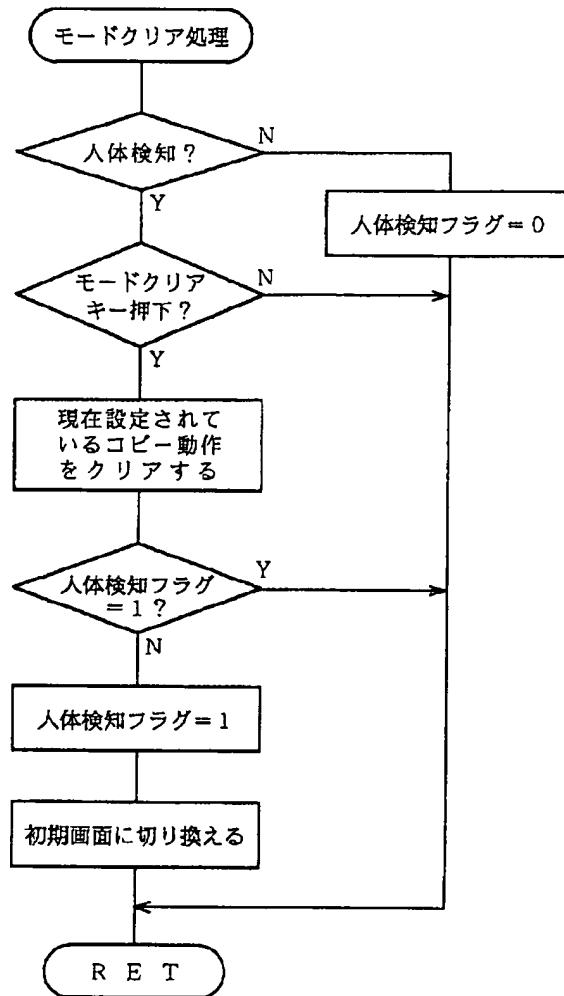 モードクリア処理
人体検知?
N
Y
人体検知フラグ=0
モードクリア
キー押下?
N
Y
現在設定されて
いるコピー動作
をクリアする
人体検知フラグ
=1?
Y
N
人体検知フラグ=1
初期画面に切り換える
RET